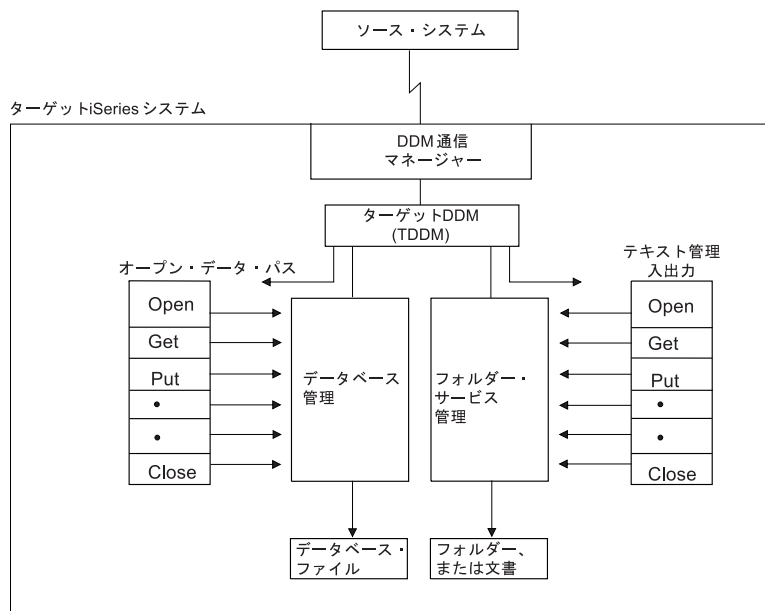 ソース・システム
ターゲットiSeriesシステム
DDM通信
マネージャー
ターゲットDDM
(TDDM)
オープン・データ・パス
テキスト管理
入出力
Open
Get
Put
•
•
Close
データベース
管理
フォルダー・
サービス
管理
Open
Get
Put
•
•
Close
データベース・
ファイル
フォルダー、
または文書